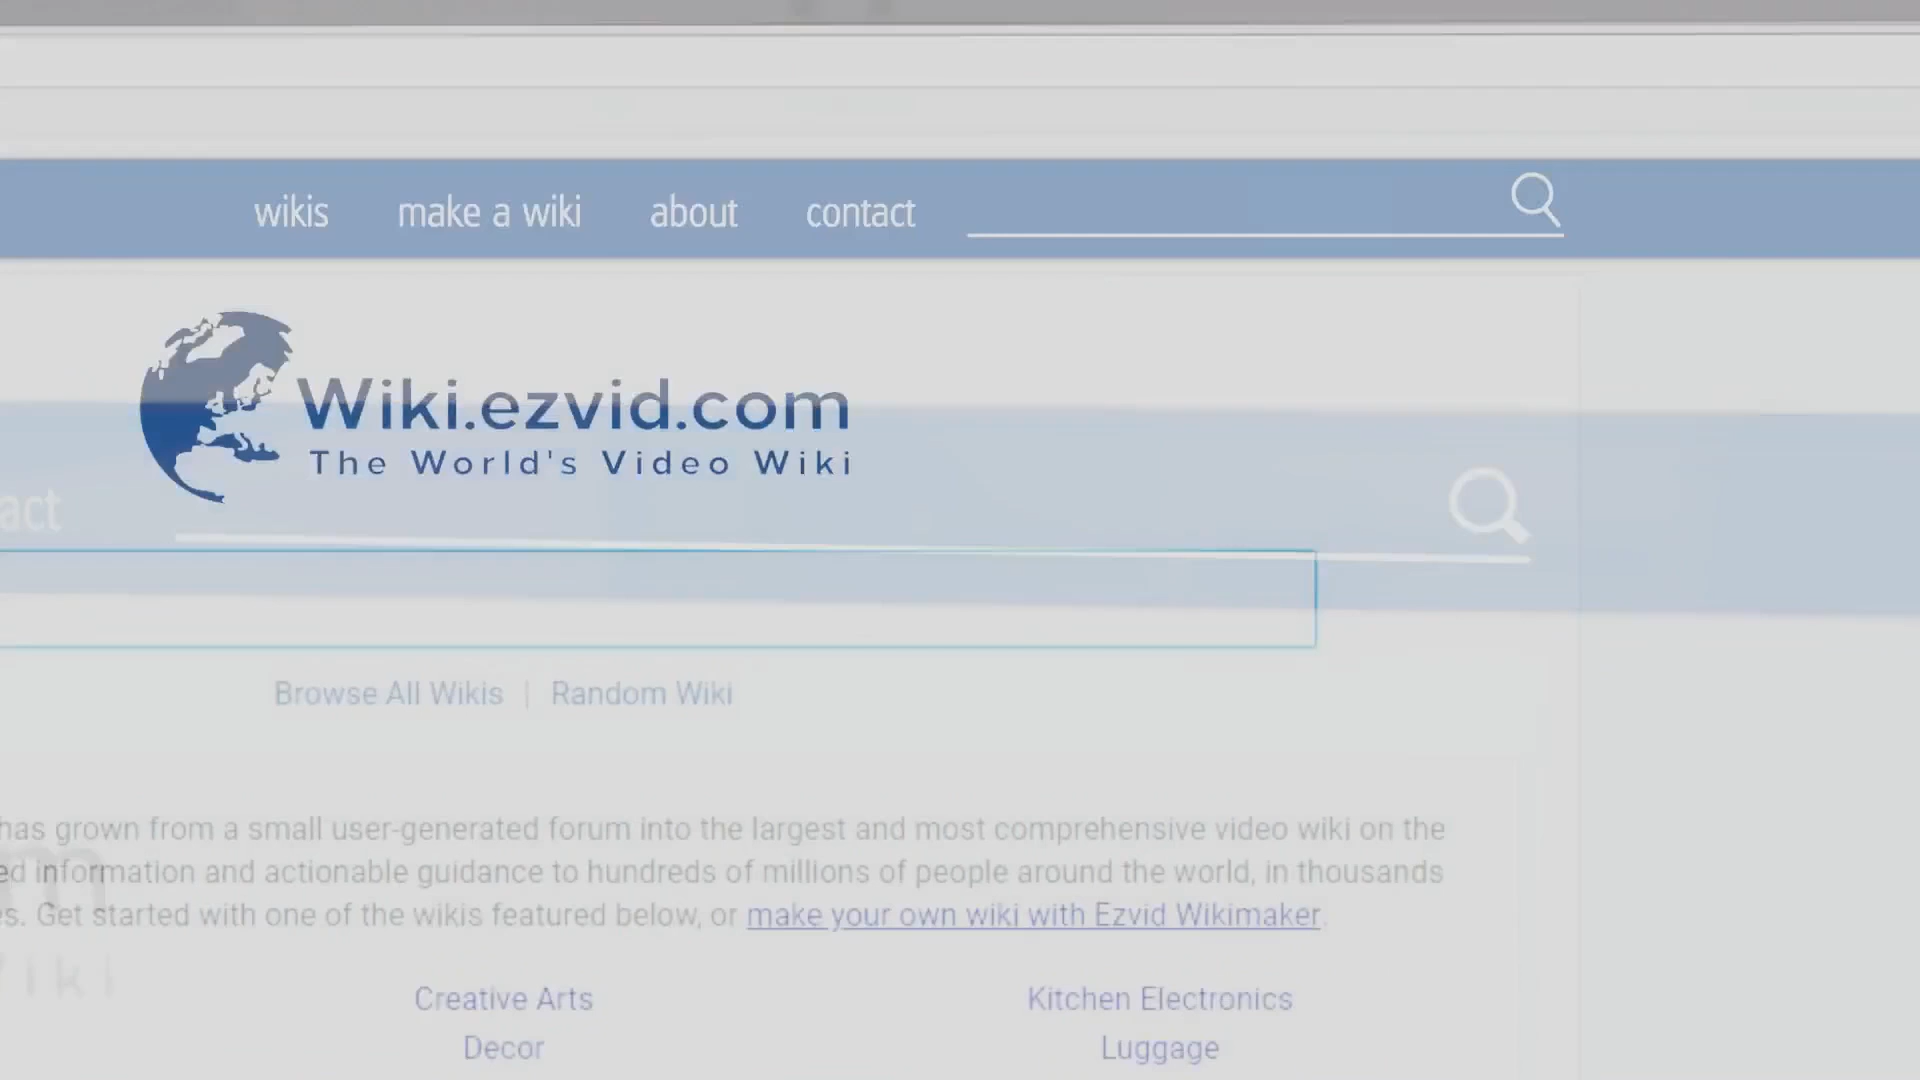 wikis make a wiki about contact
Wiki.ezvid.com
The World's Video Wiki
act
Browse All Wikis | Random Wiki
has grown from a small user-generated forum into the largest and most comprehensive video wiki on the
ed information and actionable guidance to hundreds of millions of people around the world, in thousands
es. Get started with one of the wikis featured below, or make your own wiki with Ezvid Wikimaker.
m
Wiki
Creative Arts Kitchen Electronics
Decor Luggage